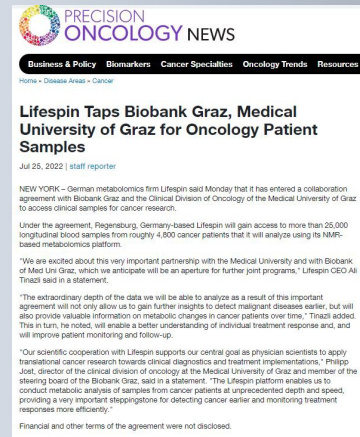 PRECISION
ONCOLOGY NEWS
Business & Policy Biomarkers Cancer Specialties Oncology Trends Resources
Home » Disease Areas » Cancer
Lifespin Taps Biobank Graz, Medical
University of Graz for Oncology Patient
Samples
Jul 25, 2022 | staff reporter
NEW YORK – German metabolomics firm Lifespin said Monday that it has entered a collaboration
agreement with Biobank Graz and the Clinical Division of Oncology of the Medical University of Graz
to access clinical samples for cancer research.
Under the agreement, Regensburg, Germany-based Lifespin will gain access to more than 25,000
longitudinal blood samples from roughly 4,800 cancer patients that it will analyze using its NMR-
based metabolomics platform.
"We are excited about this very important partnership with the Medical University and with Biobank
of Med Uni Graz, which we anticipate will be an aperture for further joint programs," Lifespin CEO Ali
Tinazli said in a statement.
"The extraordinary depth of the data we will be able to analyze as a result of this important
agreement will not only allow us to gain further insights to detect malignant diseases earlier, but will
also provide valuable information on metabolic changes in cancer patients over time," Tinazli added.
This in turn, he noted, will enable a better understanding of individual treatment response and, and
will improve patient monitoring and follow-up.
"Our scientific cooperation with Lifespin supports our central goal as physician scientists to apply
translational cancer research towards clinical diagnostics and treatment implementations," Philipp
Jost, director of the clinical division of oncology at the Medical University of Graz and member of the
steering board of the Biobank Graz, said in a statement. "The Lifespin platform enables us to
conduct metabolic analysis of samples from cancer patients at unprecedented depth and speed,
providing a very important steppingstone for detecting cancer earlier and monitoring treatment
responses more efficiently."
Financial and other terms of the agreement were not disclosed.